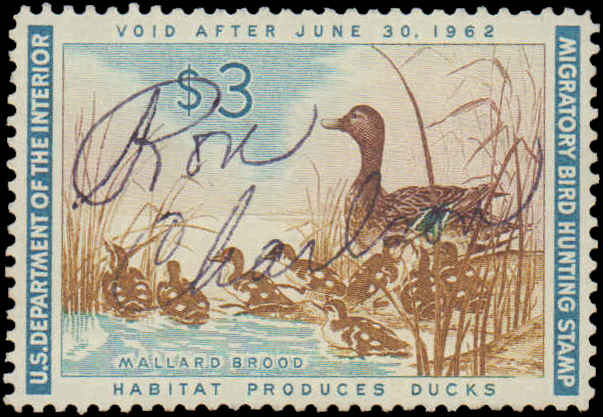 VOID AFTER JUNE 30, 1962
U.S. DEPARTMENT OF THE INTERIOR
$3
MIGRATORY BIRD HUNTING STAMP
Ron
Charlson
MALLARD BROOD
HABITAT PRODUCES DUCKS